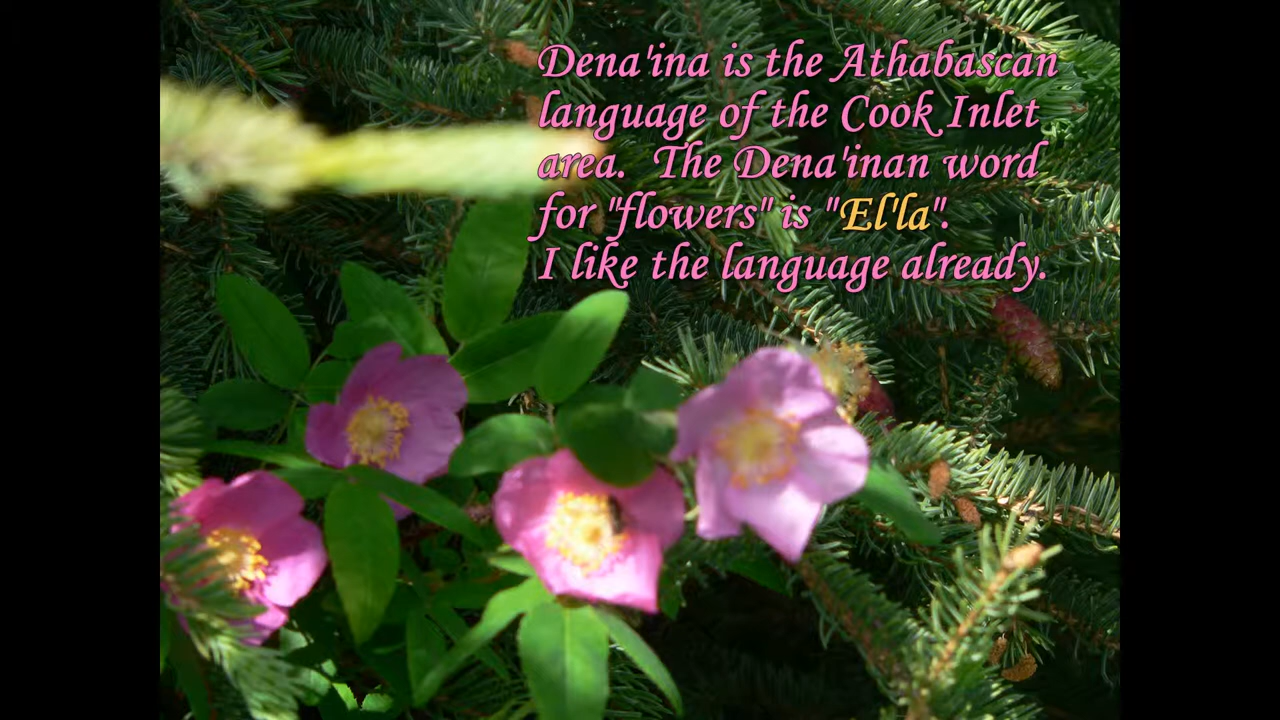 Dena'ina is the Athabascan
language of the Cook Inlet
area.  The Dena'inan word
for "flowers" is "El'la".
I like the language already.